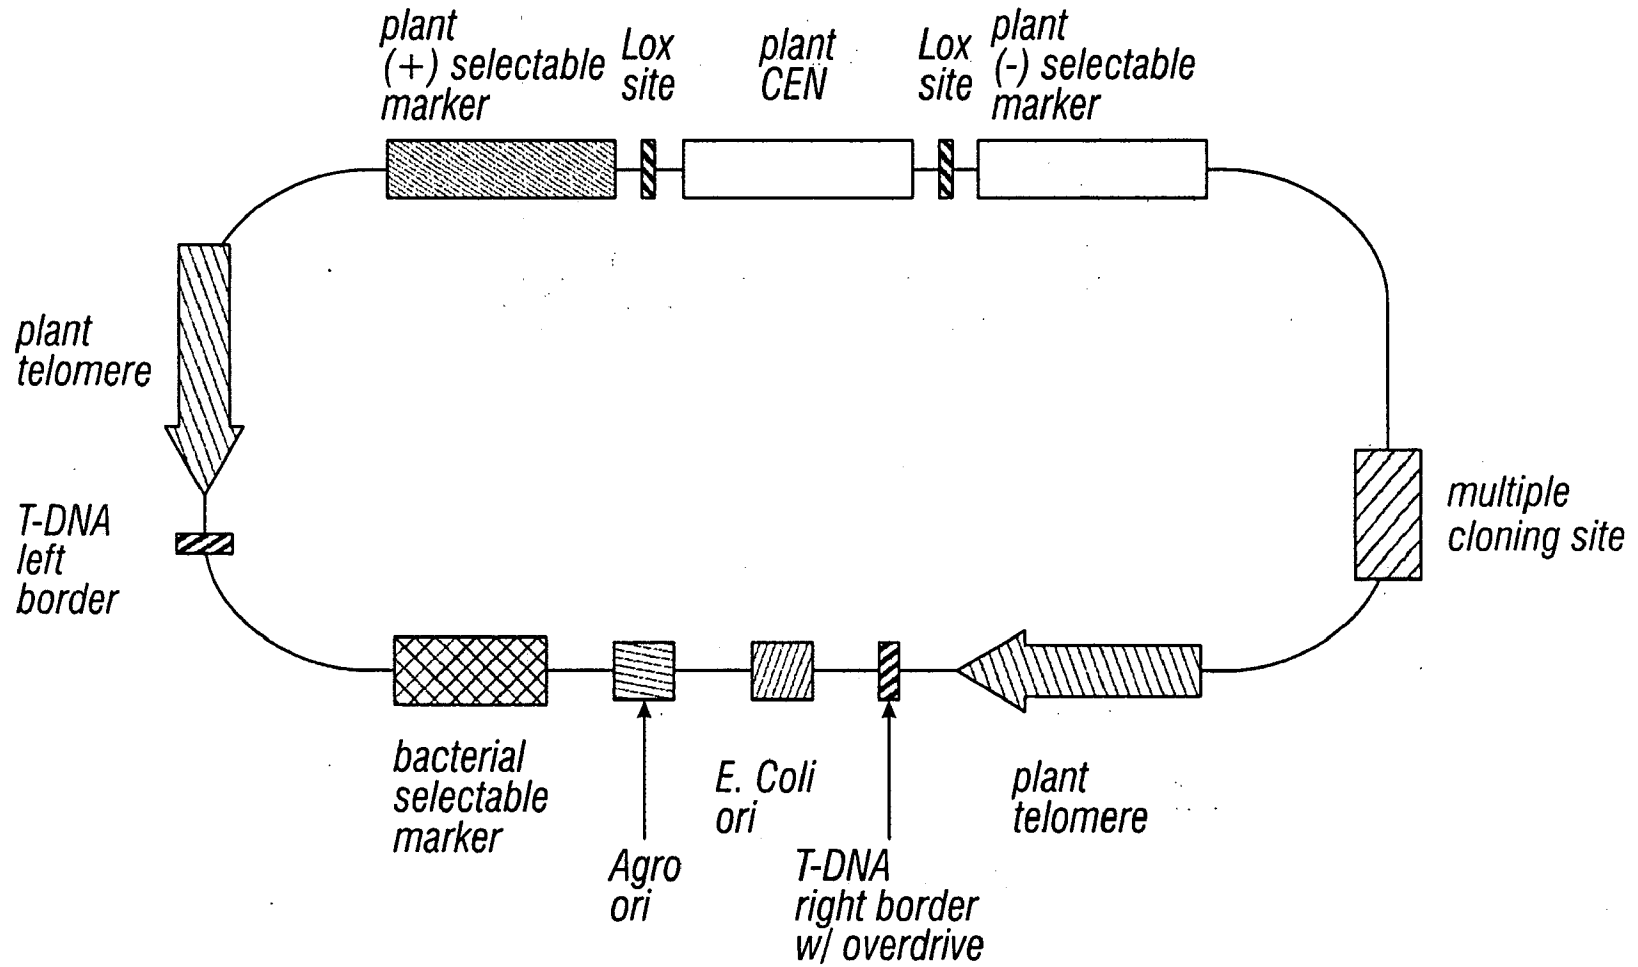 plant
(+) selectable
marker
Lox
site
plant
CEN
Lox
site
plant
(-) selectable
marker
plant
telomere
T-DNA
left
border
multiple
cloning site
bacterial
selectable
marker
Agro
ori
E. Coli
ori
T-DNA
right border
w/ overdrive
plant
telomere